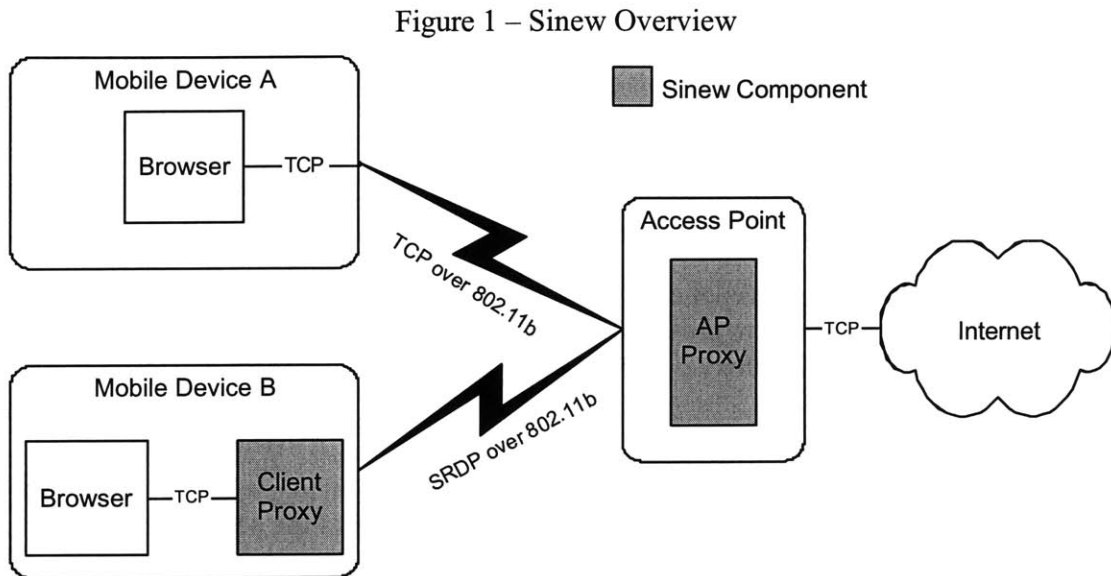 Figure 1 – Sinew Overview
Mobile Device A
Browser
TCP
Sinew Component
TCP over 802.11b
Access Point
AP
Proxy
TCP
Internet
Mobile Device B
Browser
TCP
Client
Proxy
SRDP over 802.11b